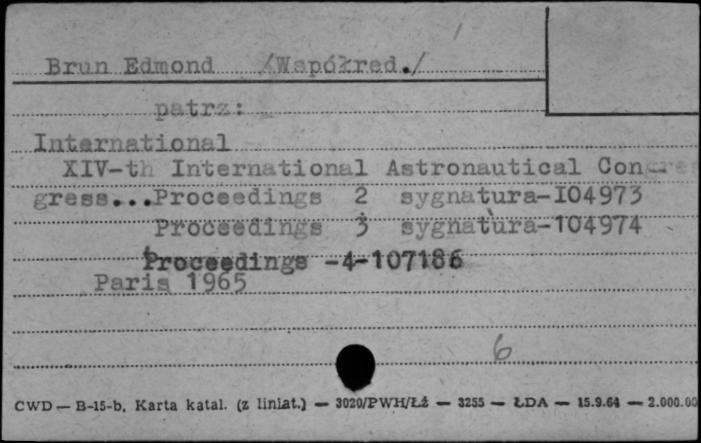 Brun Edmond /Współred./
patrz:
International
XIV-th International Astronautical Con-
gress...Proceedings 2 sygnatura-I04973
Proceedings 3 sygnatura-104974
Proceedings -4-107186
Paris 1965
6
CWD — B-15-b. Karta katal. (z liniat.) — 3020/PWH/Łż — 3255 — ŁDA — 15.9.64 — 2.000.00